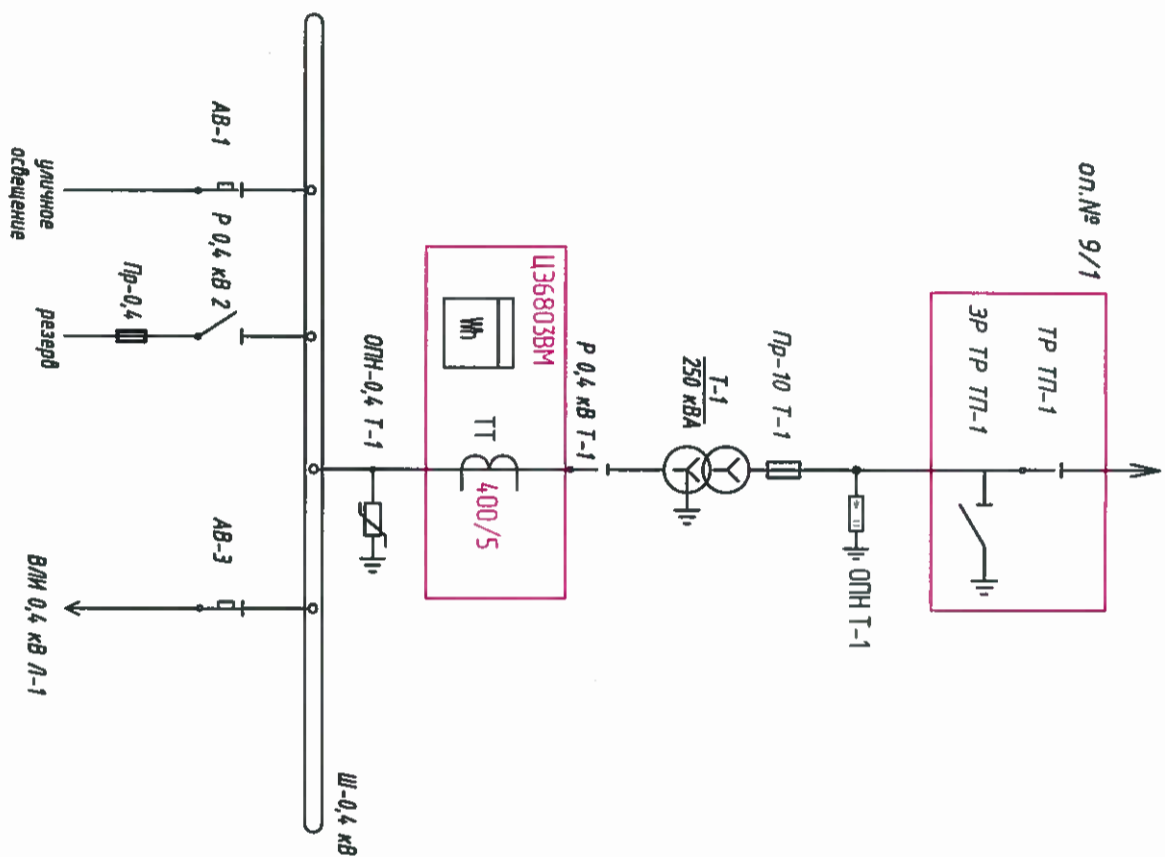 оп.№ 9/1
ТР ТП-1
ЗР ТР ТП-1
ОПН Т-1
Пр-10 Т-1
Т-1
250 кВА
Р 0,4 кВ Т-1
ЦЭ6803ВМ
Wh
ТТ
400/5
ОПН-0,4 Т-1
Ш-0,4 кВ
АВ-1
Р 0,4 кВ 2
АВ-3
Пр-0,4
уличное
освещение
резерв
ВЛИ 0,4 кВ Л-1